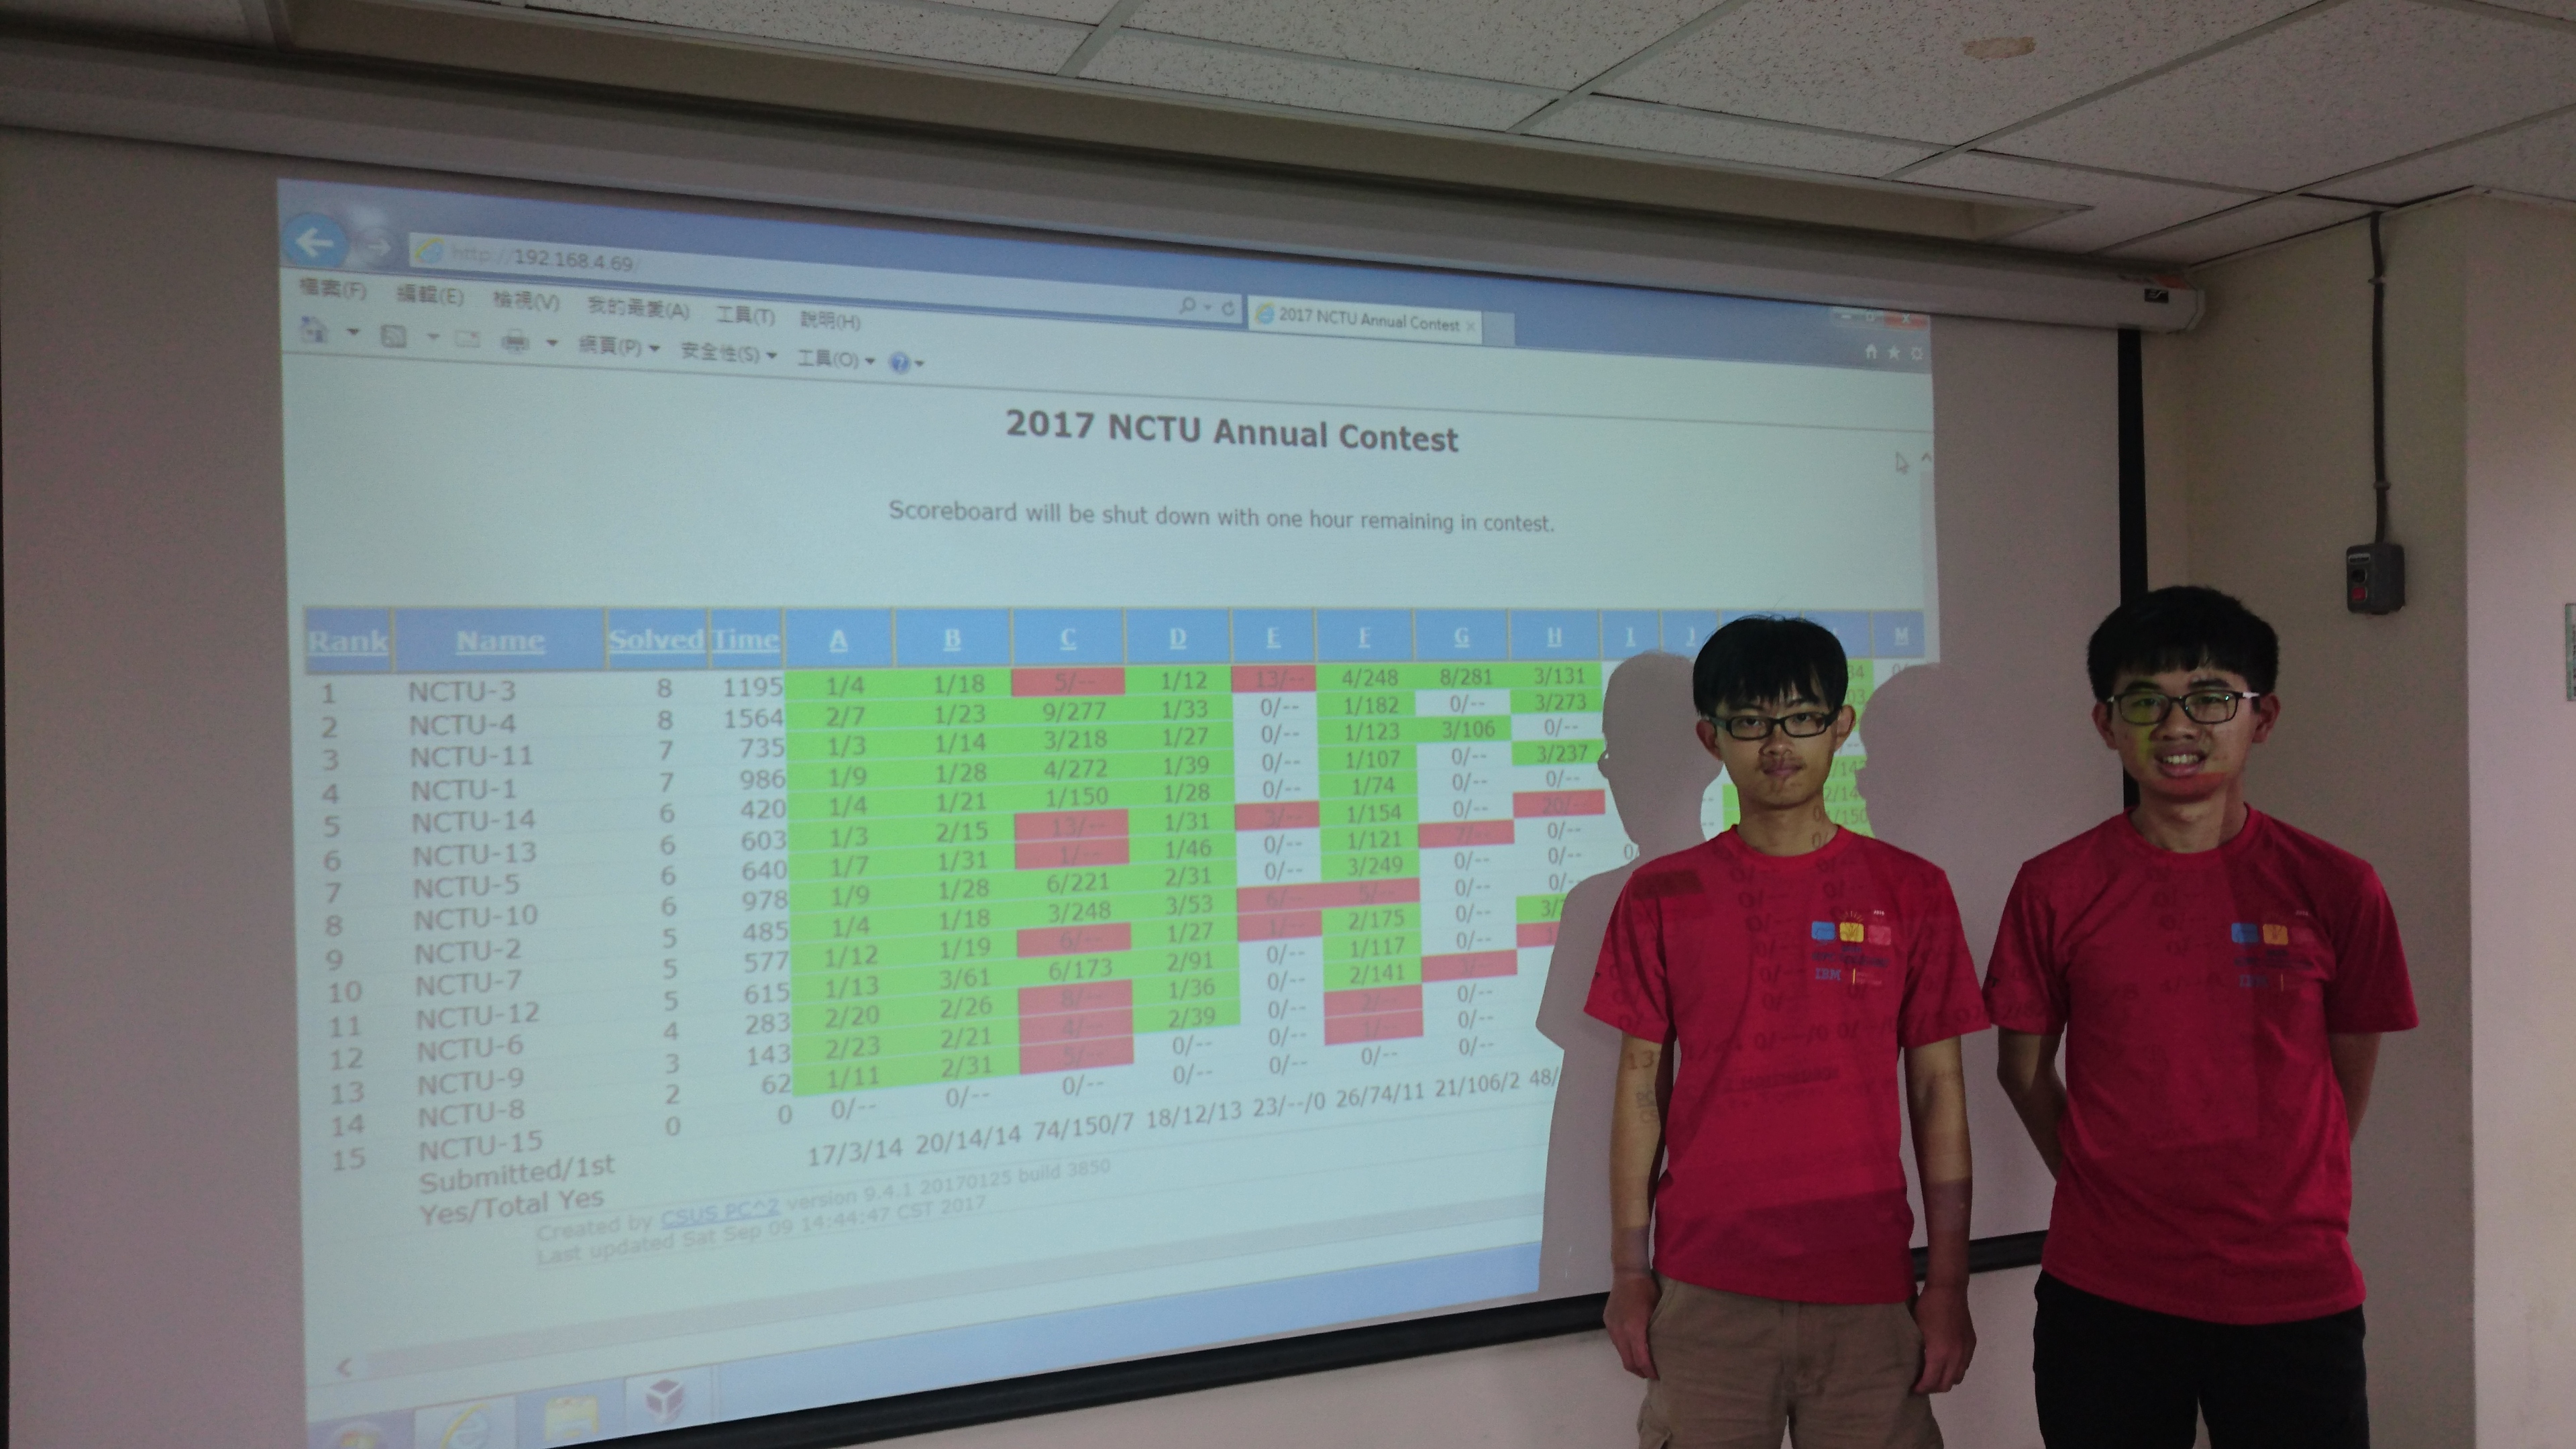 http://192.168.4.69/
2017 NCTU Annual Contest
檔案(F) 編輯(E) 檢視(V) 我的最愛(A) 工具(T) 說明(H)
網頁(P) 安全性(S) 工具(O)
2017 NCTU Annual Contest
Scoreboard will be shut down with one hour remaining in contest.
Rank Name Solved Time A B C D E F G H I J M
1 NCTU-3 8 1195 1/4 1/18 5/-- 1/12 13/-- 4/248 8/281 3/131
2 NCTU-4 8 1564 2/7 1/23 9/277 1/33 0/-- 1/182 0/-- 3/273
3 NCTU-11 7 735 1/3 1/14 3/218 1/27 0/-- 1/123 3/106 0/--
4 NCTU-1 7 986 1/9 1/28 4/272 1/39 0/-- 1/107 0/-- 3/237
5 NCTU-14 6 420 1/4 1/21 1/150 1/28 0/-- 1/74 0/-- 0/--
6 NCTU-13 6 603 1/3 2/15 13/-- 1/31 3/-- 1/154 0/-- 20/--
7 NCTU-5 6 640 1/7 1/31 1/-- 1/46 0/-- 1/121 7/-- 0/--
8 NCTU-10 6 978 1/9 1/28 6/221 2/31 0/-- 3/249 0/-- 0/--
9 NCTU-2 5 485 1/4 1/18 3/248 3/53 6/-- 5/-- 0/--
10 NCTU-7 5 577 1/12 1/19 6/-- 1/27 1/-- 2/175 0/--
11 NCTU-12 5 615 1/13 3/61 6/173 2/91 0/-- 1/117 0/--
12 NCTU-6 4 283 2/20 2/26 8/-- 1/36 0/-- 2/141 3/--
13 NCTU-9 3 143 2/23 2/21 4/-- 2/39 0/-- 2/-- 0/--
14 NCTU-8 2 62 1/11 2/31 5/-- 0/-- 0/-- 1/-- 0/--
15 NCTU-15 0 0 0/-- 0/-- 0/-- 0/-- 0/-- 0/-- 0/--
Submitted/1st
Yes/Total Yes 17/3/14 20/14/14 74/150/7 18/12/13 23/--/0 26/74/11 21/106/2 48/
Created by CSUS PC^2 version 9.4.1 20170125 build 3850
Last updated Sat Sep 09 14:44:47 CST 2017
IBM
IBM